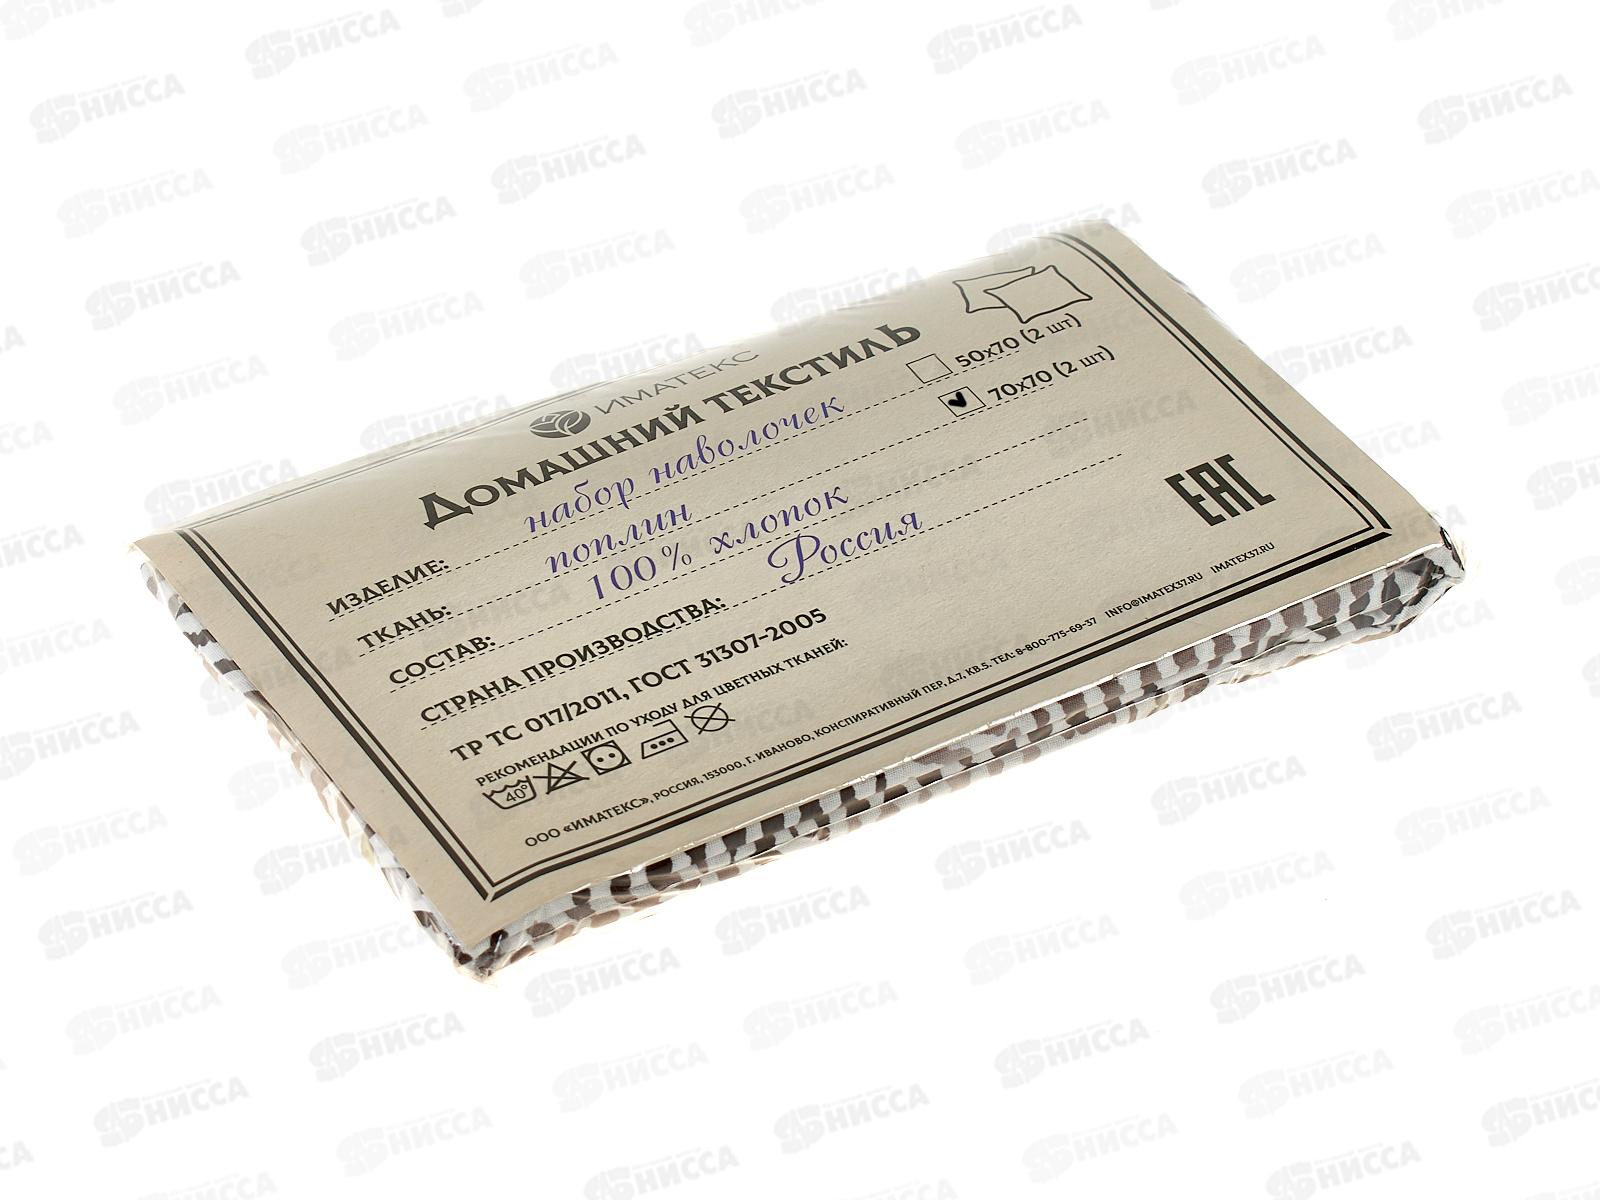 ИМАТЕКС
ДОМАШНИЙ ТЕКСТИЛЬ
50x70 (2 шт)
70x70 (2 шт)
ИЗДЕЛИЕ: набор наволочек
ТКАНЬ: поплин
СОСТАВ: 100% хлопок
СТРАНА ПРОИЗВОДСТВА: Россия
ТР ТС 017/2011, ГОСТ 31307-2005
РЕКОМЕНДАЦИИ ПО УХОДУ ДЛЯ ЦВЕТНЫХ ТКАНЕЙ:
40°
EAC
ООО «ИМАТЕКС», РОССИЯ, 153000, Г. ИВАНОВО, КОНСПИРАТИВНЫЙ ПЕР, Д.7, КВ.5. ТЕЛ: 8-800-775-69-37 INFO@IMATEX37.RU IMATEX37.RU
НИССА